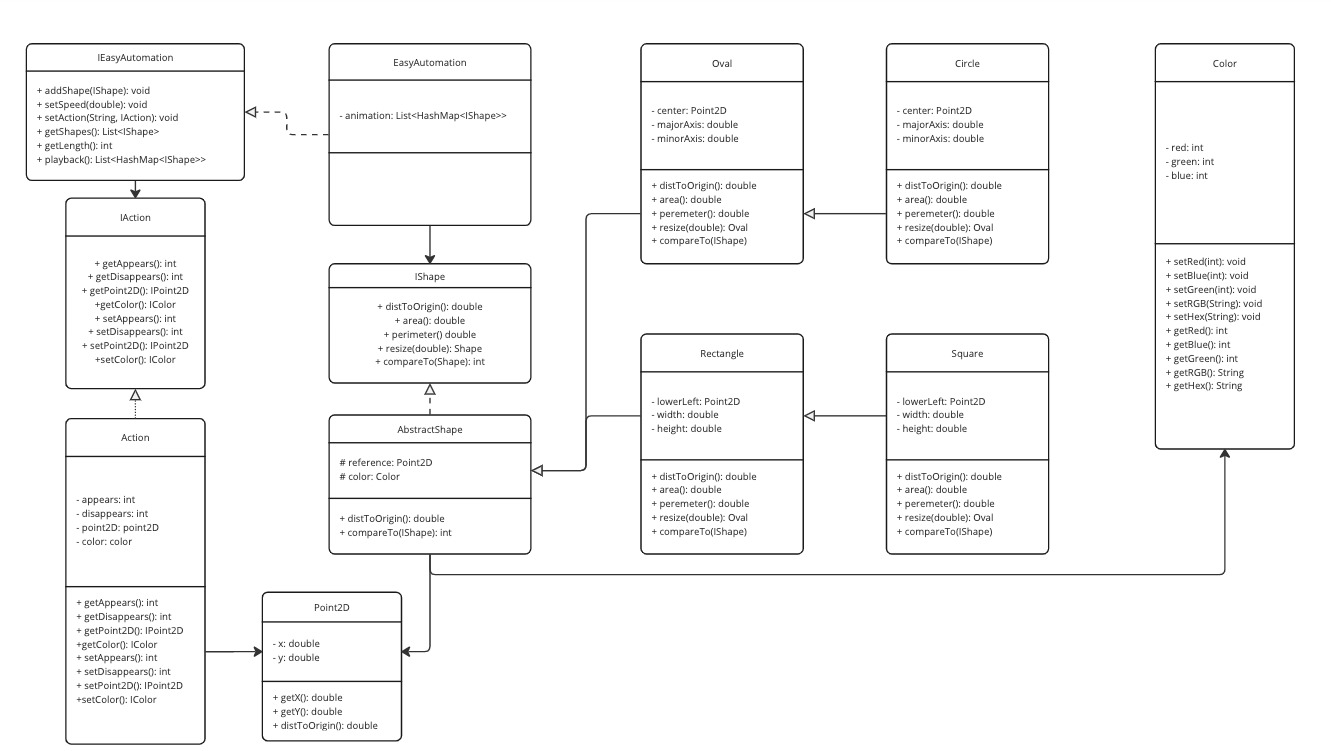 IEasyAutomation
+ addShape(IShape): void
+ setSpeed(double): void
+ setAction(String, IAction): void
+ getShapes(): List<IShape>
+ getLength(): int
+ playback(): List<HashMap<IShape>>
IAction
+ getAppears(): int
+ getDisappears(): int
+ getPoint2D(): IPoint2D
+getColor(): IColor
+ setAppears(): int
+ setDisappears(): int
+ setPoint2D(): IPoint2D
+setColor(): IColor
Action
- appears: int
- disappears: int
- point2D: point2D
- color: color
+ getAppears(): int
+ getDisappears(): int
+ getPoint2D(): IPoint2D
+getColor(): IColor
+ setAppears(): int
+ setDisappears(): int
+ setPoint2D(): IPoint2D
+setColor(): IColor
EasyAutomation
- animation: List<HashMap<IShape>>
IShape
+ distToOrigin(): double
+ area(): double
+ perimeter() double
+ resize(double): Shape
+ compareTo(Shape): int
AbstractShape
# reference: Point2D
# color: Color
+ distToOrigin(): double
+ compareTo(IShape): int
Point2D
- x: double
- y: double
+ getX(): double
+ getY(): double
+ distToOrigin(): double
Oval
- center: Point2D
- majorAxis: double
- minorAxis: double
+ distToOrigin(): double
+ area(): double
+ peremeter(): double
+ resize(double): Oval
+ compareTo(IShape)
Circle
- center: Point2D
- majorAxis: double
- minorAxis: double
+ distToOrigin(): double
+ area(): double
+ peremeter(): double
+ resize(double): Oval
+ compareTo(IShape)
Rectangle
- lowerLeft: Point2D
- width: double
- height: double
+ distToOrigin(): double
+ area(): double
+ peremeter(): double
+ resize(double): Oval
+ compareTo(IShape)
Square
- lowerLeft: Point2D
- width: double
- height: double
+ distToOrigin(): double
+ area(): double
+ peremeter(): double
+ resize(double): Oval
+ compareTo(IShape)
Color
- red: int
- green: int
- blue: int
+ setRed(int): void
+ setBlue(int): void
+ setGreen(int): void
+ setRGB(String): void
+ setHex(String): void
+ getRed(): int
+ getBlue(): int
+ getGreen(): int
+ getRGB(): String
+ getHex(): String